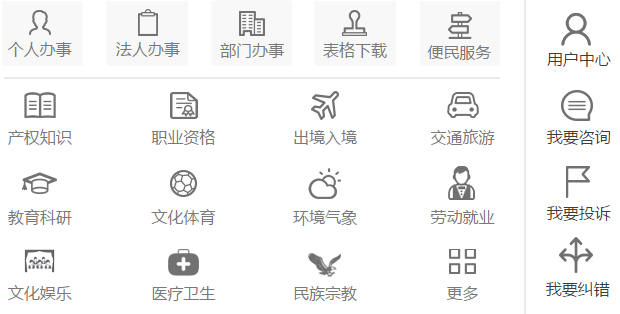 个人办事 法人办事 部门办事 表格下载 便民服务
产权知识 职业资格 出境入境 交通旅游
教育科研 文化体育 环境气象 劳动就业
文化娱乐 医疗卫生 民族宗教 更多
用户中心
我要咨询
我要投诉
我要纠错